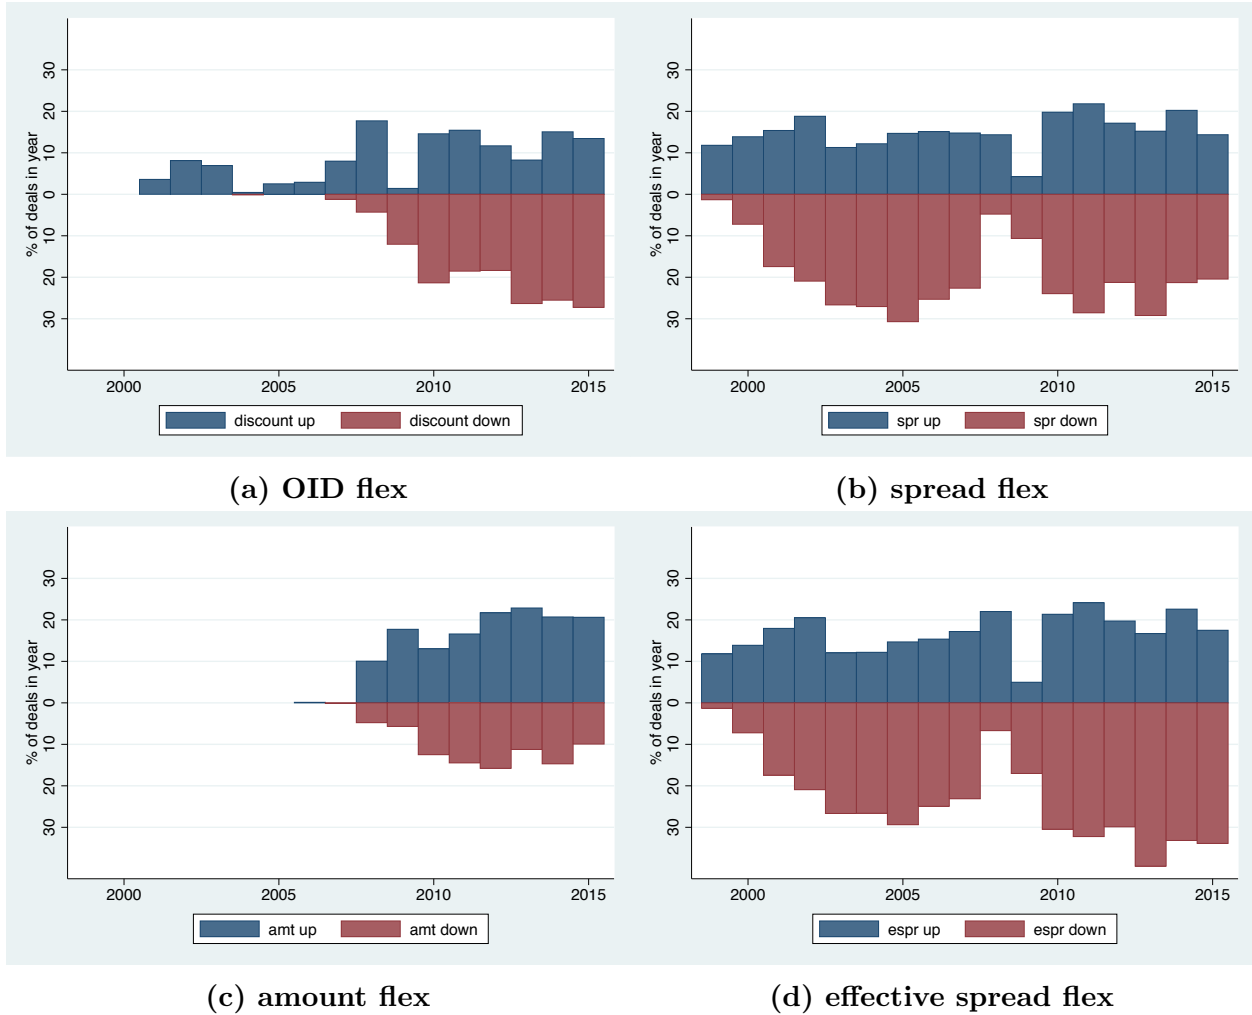 % of deals in year
30
20
10
0
10
20
30
2000
2005
2010
2015
discount up
discount down
(a) OID flex
% of deals in year
30
20
10
0
10
20
30
2000
2005
2010
2015
spr up
spr down
(b) spread flex
% of deals in year
30
20
10
0
10
20
30
2000
2005
2010
2015
amt up
amt down
(c) amount flex
% of deals in year
30
20
10
0
10
20
30
2000
2005
2010
2015
espr up
espr down
(d) effective spread flex